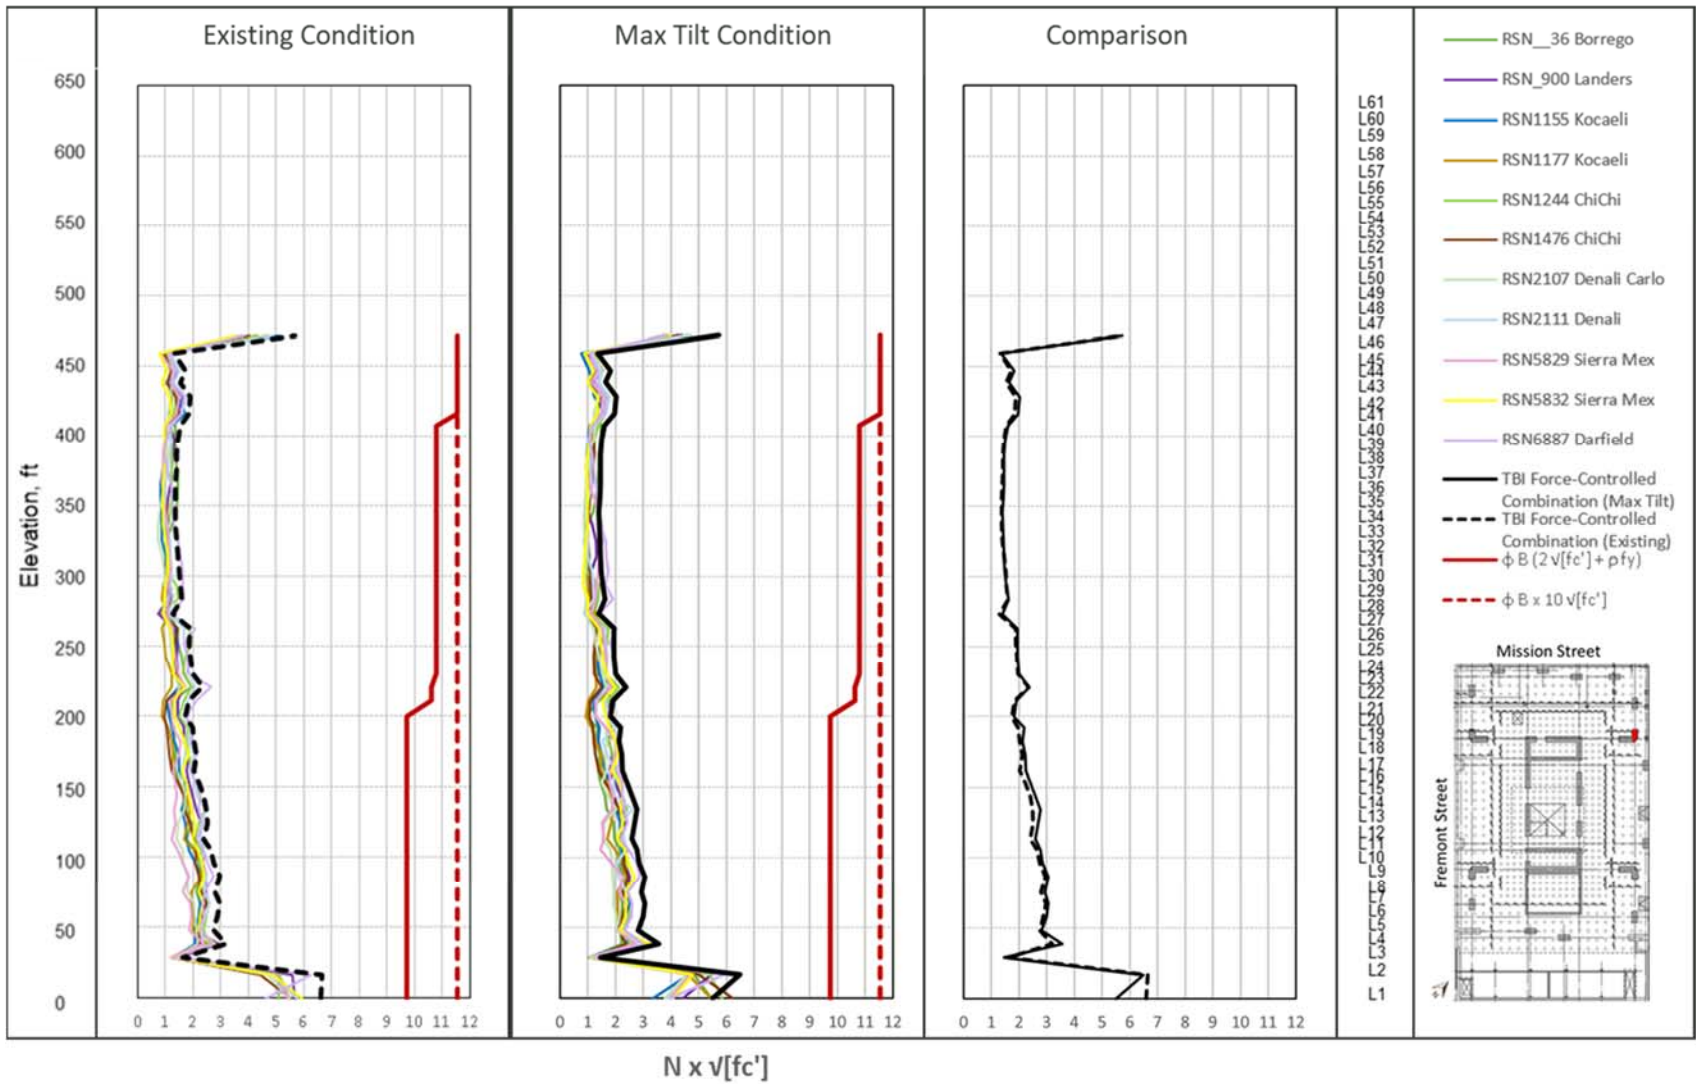 Existing Condition
Max Tilt Condition
Comparison
Elevation, ft
650
600
550
500
450
400
350
300
250
200
150
100
50
0
0 1 2 3 4 5 6 7 8 9 10 11 12
0 1 2 3 4 5 6 7 8 9 10 11 12
0 1 2 3 4 5 6 7 8 9 10 11 12
N x √[fc']
L61
L60
L59
L58
L57
L56
L55
L54
L53
L52
L51
L50
L49
L48
L47
L46
L45
L44
L43
L42
L41
L40
L39
L38
L37
L36
L35
L34
L33
L32
L31
L30
L29
L28
L27
L26
L25
L24
L23
L22
L21
L20
L19
L18
L17
L16
L15
L14
L13
L12
L11
L10
L9
L8
L7
L6
L5
L4
L3
L2
L1
RSN__36 Borrego
RSN_900 Landers
RSN1155 Kocaeli
RSN1177 Kocaeli
RSN1244 ChiChi
RSN1476 ChiChi
RSN2107 Denali Carlo
RSN2111 Denali
RSN5829 Sierra Mex
RSN5832 Sierra Mex
RSN6887 Darfield
TBI Force-Controlled
Combination (Max Tilt)
TBI Force-Controlled
Combination (Existing)
ϕ B (2 √[fc'] + ρ fy)
ϕ B x 10 √[fc']
Mission Street
Fremont Street